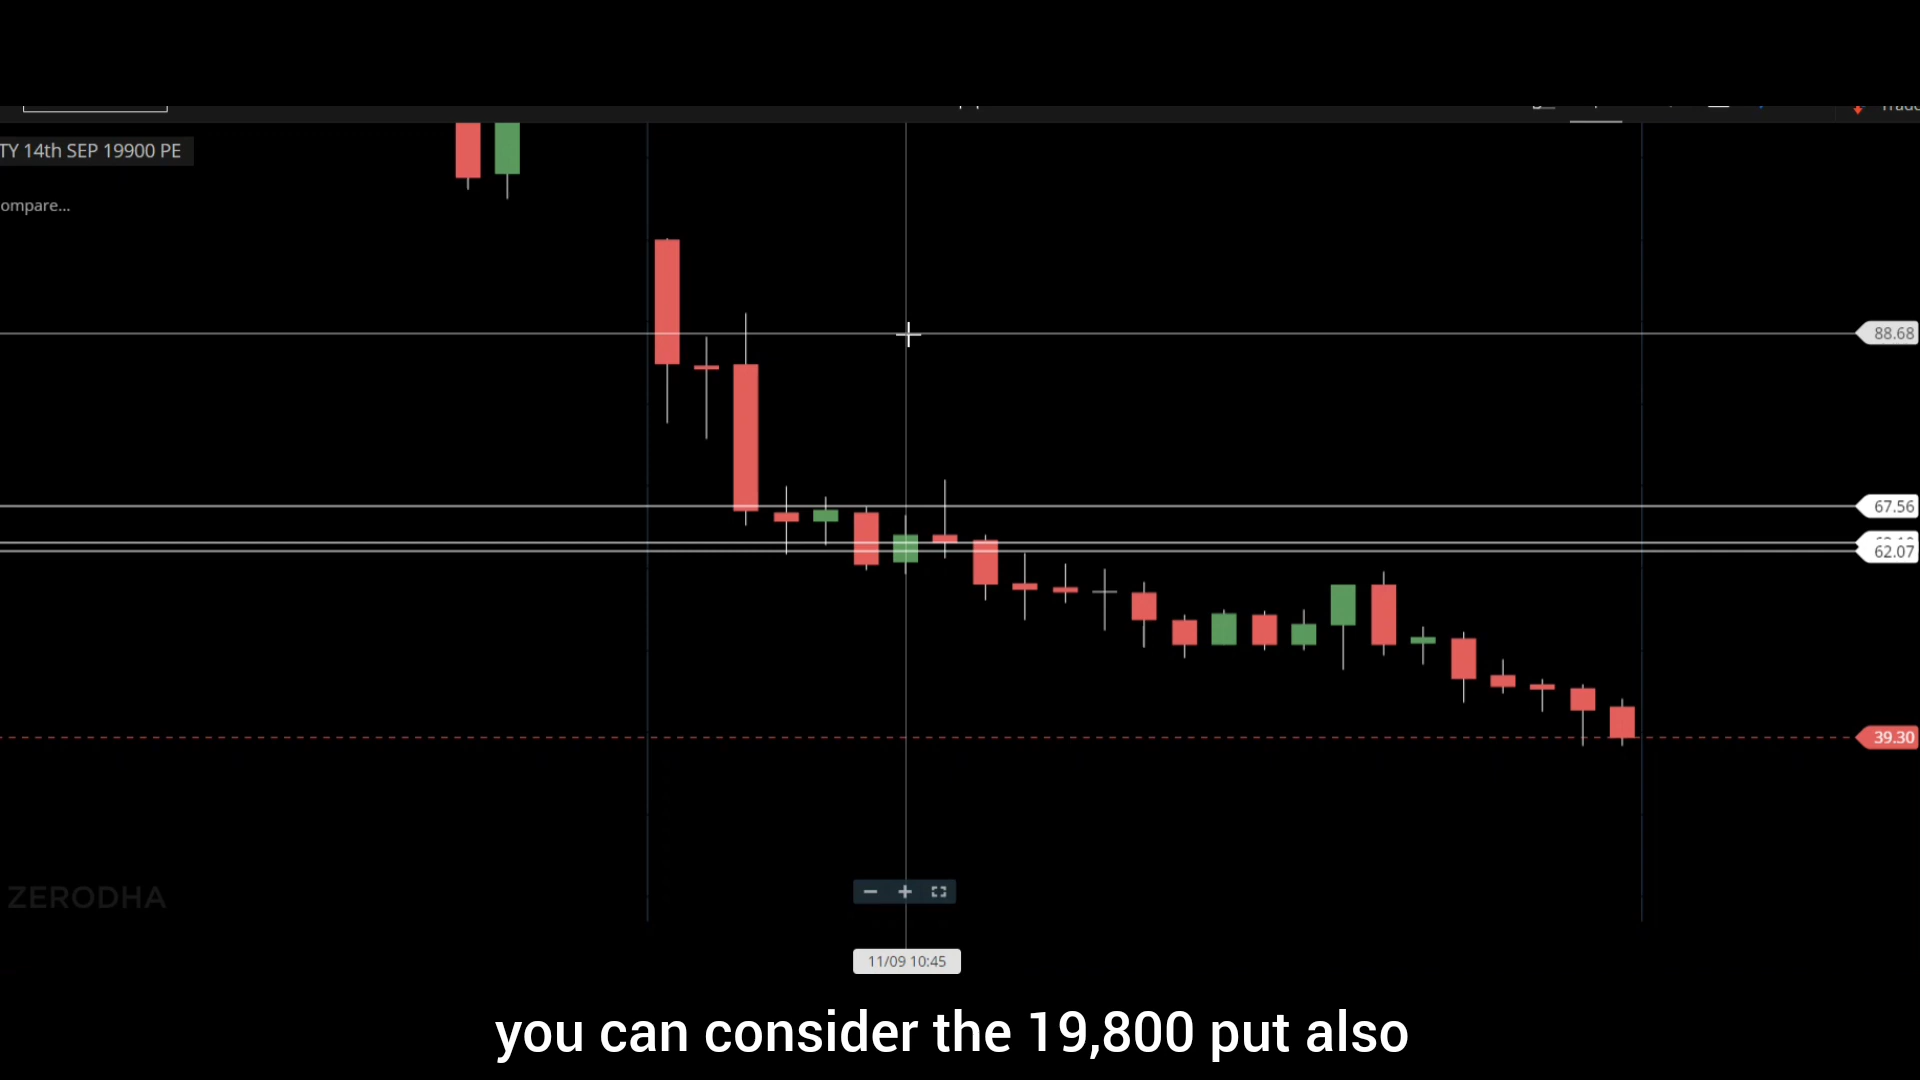 TY 14th SEP 19900 PE
ompare...
88.68
67.56
62.07
39.30
ZERODHA
11/09 10:45
you can consider the 19,800 put also